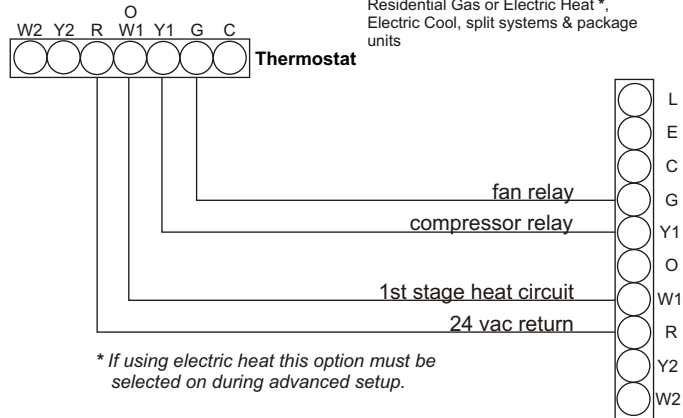 Residential Gas or Electric Heat *,
Electric Cool, split systems & package
units
O
W2 Y2 R W1 Y1 G C
Thermostat
L
E
C
fan relay G
compressor relay Y1
O
1st stage heat circuit W1
24 vac return R
* If using electric heat this option must be
selected on during advanced setup.
Y2
W2